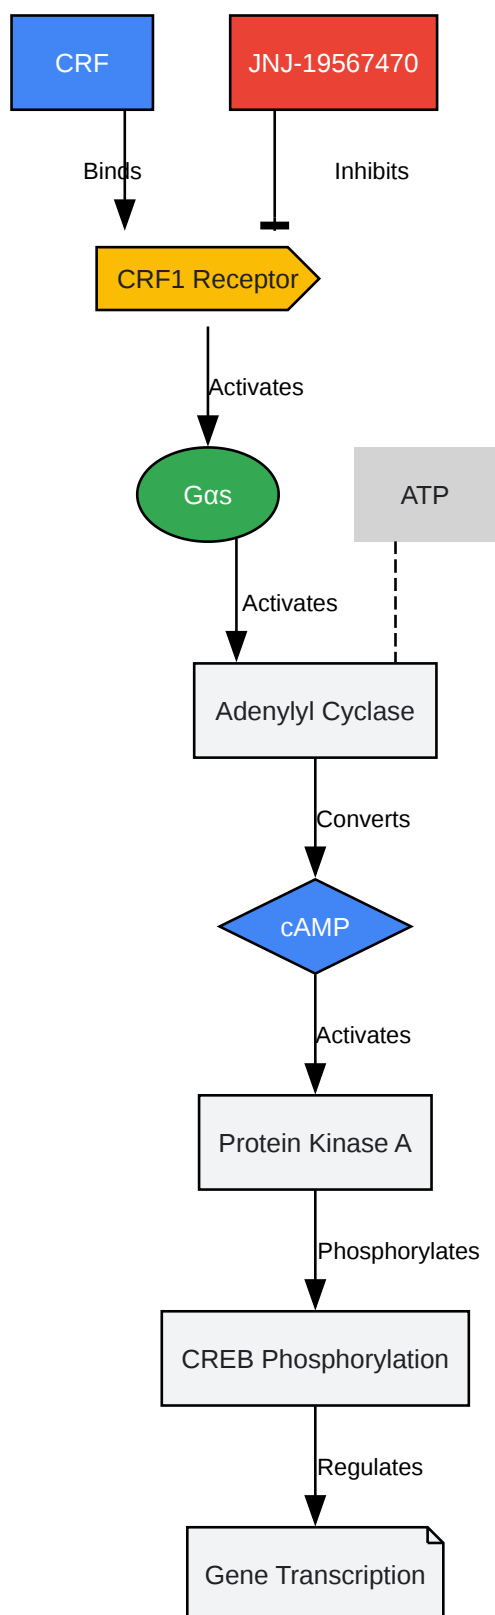 CRF
JNJ-19567470
Binds
Inhibits
CRF1 Receptor
Activates
Gαs
ATP
Activates
Adenylyl Cyclase
Converts
cAMP
Activates
Protein Kinase A
Phosphorylates
CREB Phosphorylation
Regulates
Gene Transcription